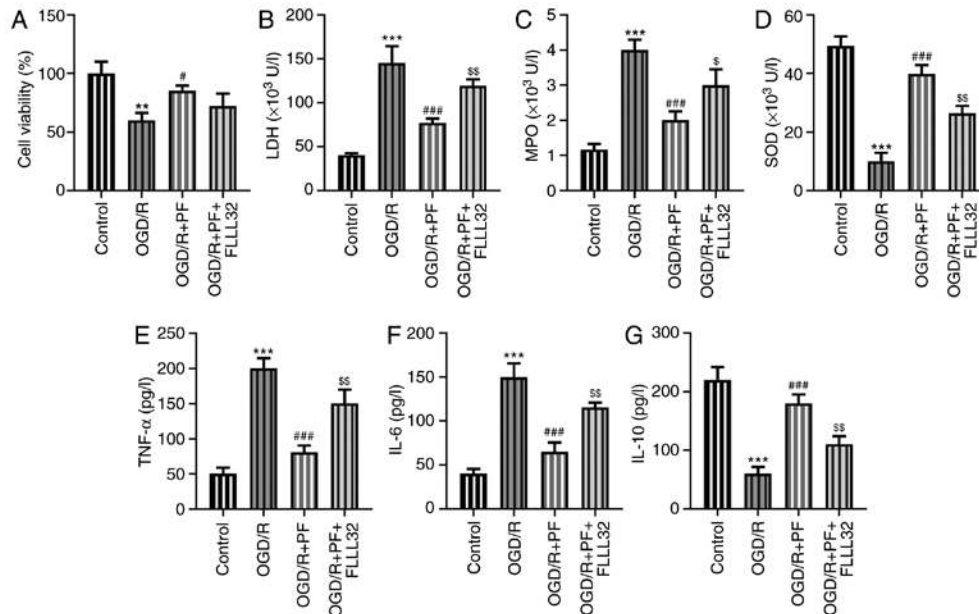 A
Cell viability (%)
150
100
50
0
**
#
Control
OGD/R
OGD/R+PF
OGD/R+PF+
FLLL32
B
LDH (×10³ U/l)
200
150
100
50
0
***
###
$$
Control
OGD/R
OGD/R+PF
OGD/R+PF+
FLLL32
C
MPO (×10³ U/l)
5
4
3
2
1
0
***
###
$
Control
OGD/R
OGD/R+PF
OGD/R+PF+
FLLL32
D
SOD (×10³ U/l)
60
40
20
0
***
###
$$
Control
OGD/R
OGD/R+PF
OGD/R+PF+
FLLL32
E
TNF-α (pg/l)
250
200
150
100
50
0
***
###
$$
Control
OGD/R
OGD/R+PF
OGD/R+PF+
FLLL32
F
IL-6 (pg/l)
200
150
100
50
0
***
###
$$
Control
OGD/R
OGD/R+PF
OGD/R+PF+
FLLL32
G
IL-10 (pg/l)
300
200
100
0
***
###
$$
Control
OGD/R
OGD/R+PF
OGD/R+PF+
FLLL32